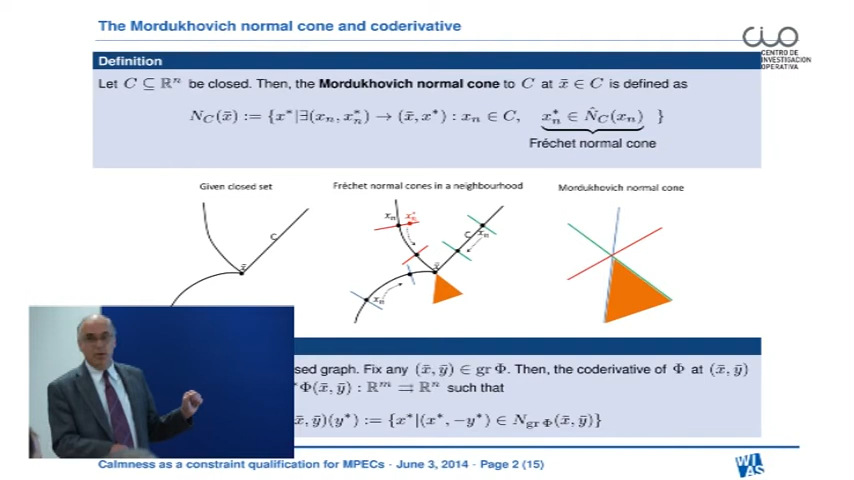 The Mordukhovich normal cone and coderivative
CIO
CENTRO DE
INVESTIGACIÓN
OPERATIVA
Definition
Let C ⊆ ℝⁿ be closed. Then, the Mordukhovich normal cone to C at x̄ ∈ C is defined as
N_C(x̄) := {x*|∃(x_n, x_n*) → (x̄, x*) : x_n ∈ C, x_n* ∈ N̂_C(x_n) }
Fréchet normal cone
Given closed set
Fréchet normal cones in a neighbourhood
Mordukhovich normal cone
C
x̄
x_n
x_n*
C
x_n
x̄
x_n
sed graph. Fix any (x̄, ȳ) ∈ gr Φ. Then, the coderivative of Φ at (x̄, ȳ)
*Φ(x̄, ȳ) : ℝᵐ ⇉ ℝⁿ such that
x̄, ȳ)(y*) := {x*|(x*, −y*) ∈ N_gr Φ(x̄, ȳ)}
Calmness as a constraint qualification for MPECs · June 3, 2014 · Page 2 (15)
WIAS